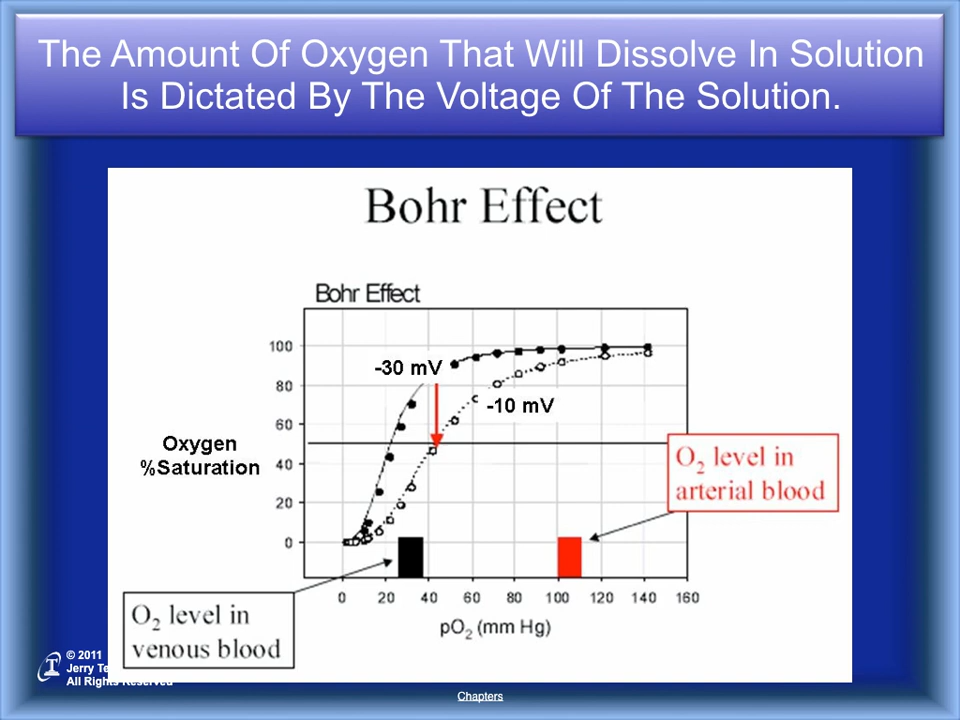 The Amount Of Oxygen That Will Dissolve In Solution
Is Dictated By The Voltage Of The Solution.
Bohr Effect
Bohr Effect
100
80
60
40
20
0
-30 mV
-10 mV
Oxygen
%Saturation
O2 level in
arterial blood
0 20 40 60 80 100 120 140 160
pO2 (mm Hg)
O2 level in
venous blood
© 2011
Jerry
All Rights Reserved
Chapters